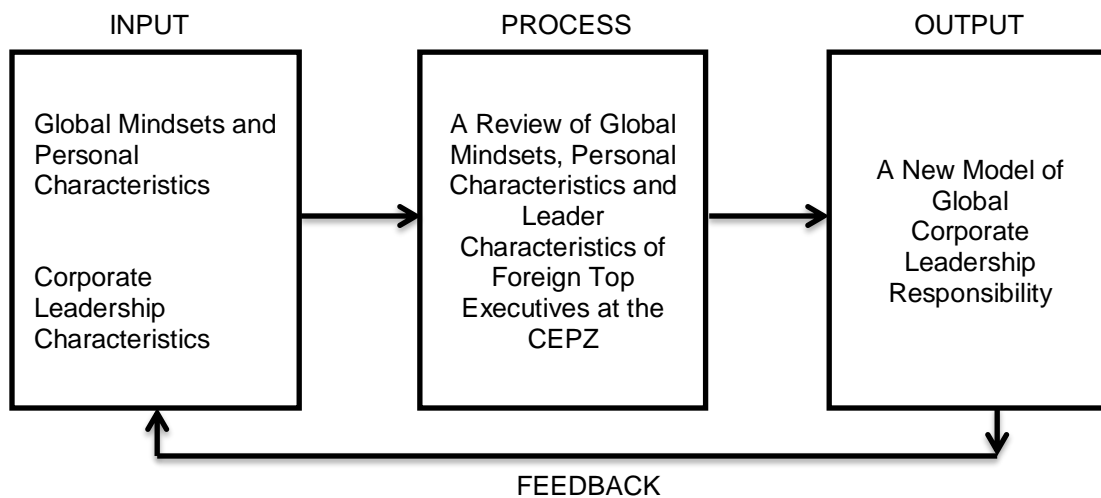 INPUT
PROCESS
OUTPUT
Global Mindsets and
Personal
Characteristics
Corporate
Leadership
Characteristics
A Review of Global
Mindsets, Personal
Characteristics and
Leader
Characteristics of
Foreign Top
Executives at the
CEPZ
A New Model of
Global
Corporate
Leadership
Responsibility
FEEDBACK